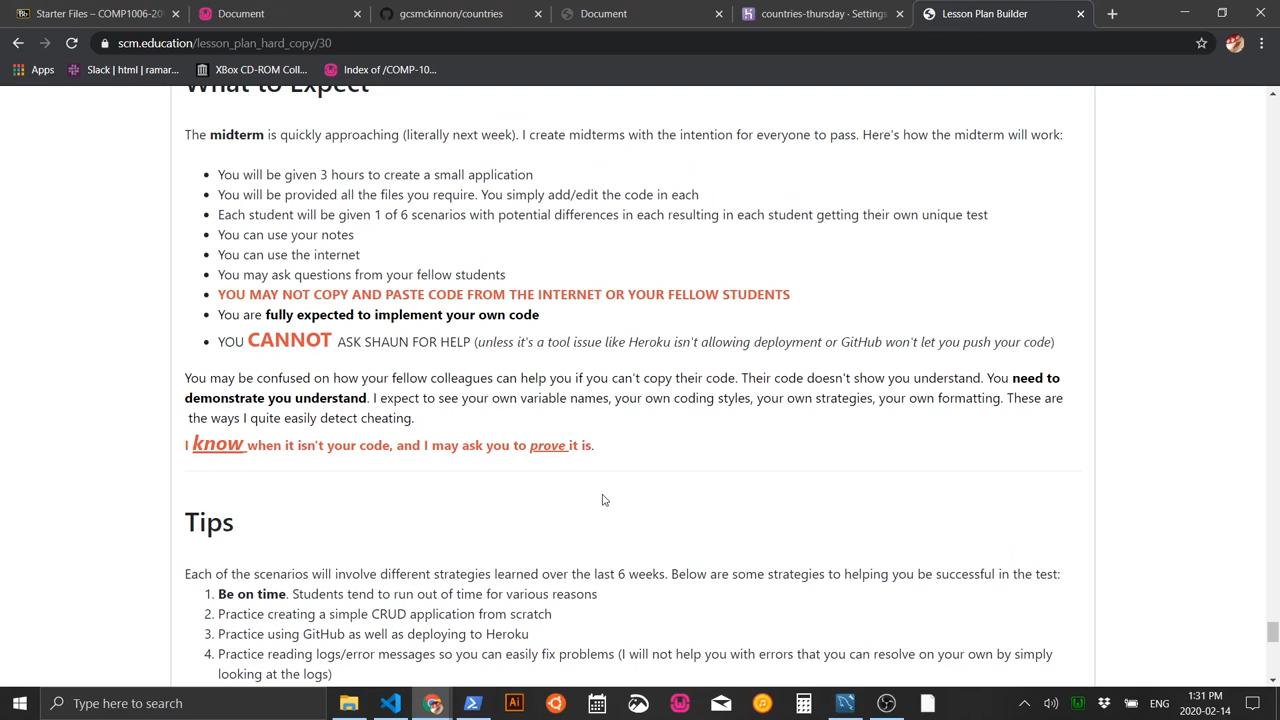 Starter Files – COMP1006-20
Document
gcsmckinnon/countries
Document
countries-thursday · Settings
Lesson Plan Builder
scm.education/lesson_plan_hard_copy/30
Apps
Slack | html | ramar...
XBox CD-ROM Coll...
Index of /COMP-10...
What to Expect
The midterm is quickly approaching (literally next week). I create midterms with the intention for everyone to pass. Here's how the midterm will work:
You will be given 3 hours to create a small application
You will be provided all the files you require. You simply add/edit the code in each
Each student will be given 1 of 6 scenarios with potential differences in each resulting in each student getting their own unique test
You can use your notes
You can use the internet
You may ask questions from your fellow students
YOU MAY NOT COPY AND PASTE CODE FROM THE INTERNET OR YOUR FELLOW STUDENTS
You are fully expected to implement your own code
YOU CANNOT ASK SHAUN FOR HELP (unless it's a tool issue like Heroku isn't allowing deployment or GitHub won't let you push your code)
You may be confused on how your fellow colleagues can help you if you can't copy their code. Their code doesn't show you understand. You need to
demonstrate you understand. I expect to see your own variable names, your own coding styles, your own strategies, your own formatting. These are
the ways I quite easily detect cheating.
I know when it isn't your code, and I may ask you to prove it is.
Tips
Each of the scenarios will involve different strategies learned over the last 6 weeks. Below are some strategies to helping you be successful in the test:
1. Be on time. Students tend to run out of time for various reasons
2. Practice creating a simple CRUD application from scratch
3. Practice using GitHub as well as deploying to Heroku
4. Practice reading logs/error messages so you can easily fix problems (I will not help you with errors that you can resolve on your own by simply
looking at the logs)
Type here to search
ENG
1:31 PM
2020-02-14